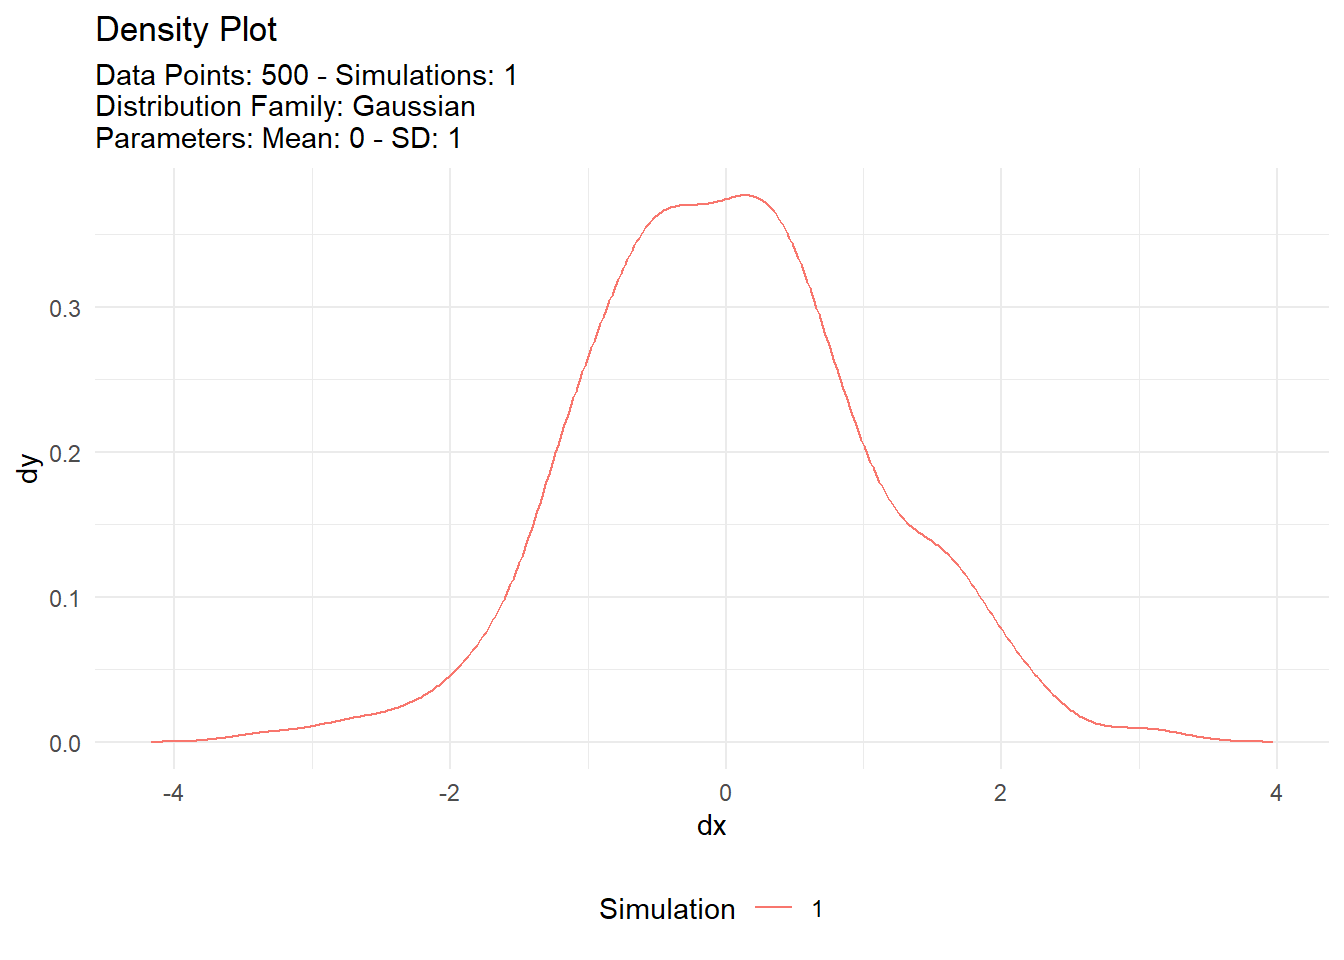 Density Plot
Data Points: 500 - Simulations: 1
Distribution Family: Gaussian
Parameters: Mean: 0 - SD: 1
0.3
0.2
0.1
0.0
dy
-4 -2 0 2 4
dx
Simulation 1